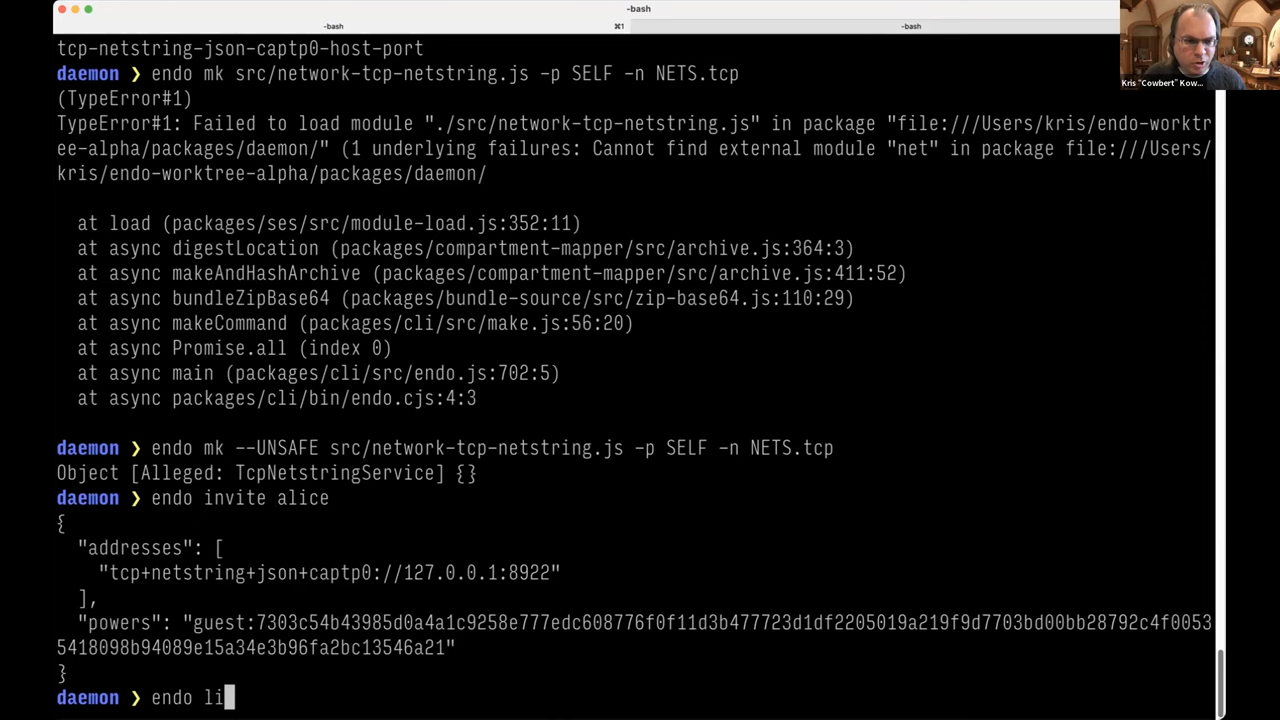 -bash
-bash
⌘1
-bash
tcp-netstring-json-captp0-host-port
daemon ❯ endo mk src/network-tcp-netstring.js -p SELF -n NETS.tcp
(TypeError#1)
TypeError#1: Failed to load module "./src/network-tcp-netstring.js" in package "file:///Users/kris/endo-worktr
ee-alpha/packages/daemon/" (1 underlying failures: Cannot find external module "net" in package file:///Users/
kris/endo-worktree-alpha/packages/daemon/
at load (packages/ses/src/module-load.js:352:11)
at async digestLocation (packages/compartment-mapper/src/archive.js:364:3)
at async makeAndHashArchive (packages/compartment-mapper/src/archive.js:411:52)
at async bundleZipBase64 (packages/bundle-source/src/zip-base64.js:110:29)
at async makeCommand (packages/cli/src/make.js:56:20)
at async Promise.all (index 0)
at async main (packages/cli/src/endo.js:702:5)
at async packages/cli/bin/endo.cjs:4:3
daemon ❯ endo mk --UNSAFE src/network-tcp-netstring.js -p SELF -n NETS.tcp
Object [Alleged: TcpNetstringService] {}
daemon ❯ endo invite alice
{
"addresses": [
"tcp+netstring+json+captp0://127.0.0.1:8922"
],
"powers": "guest:7303c54b43985d0a4a1c9258e777edc608776f0f11d3b477723d1df2205019a219f9d7703bd00bb28792c4f0053
5418098b94089e15a34e3b96fa2bc13546a21"
}
daemon ❯ endo li
Kris "Cowbert" Kow...